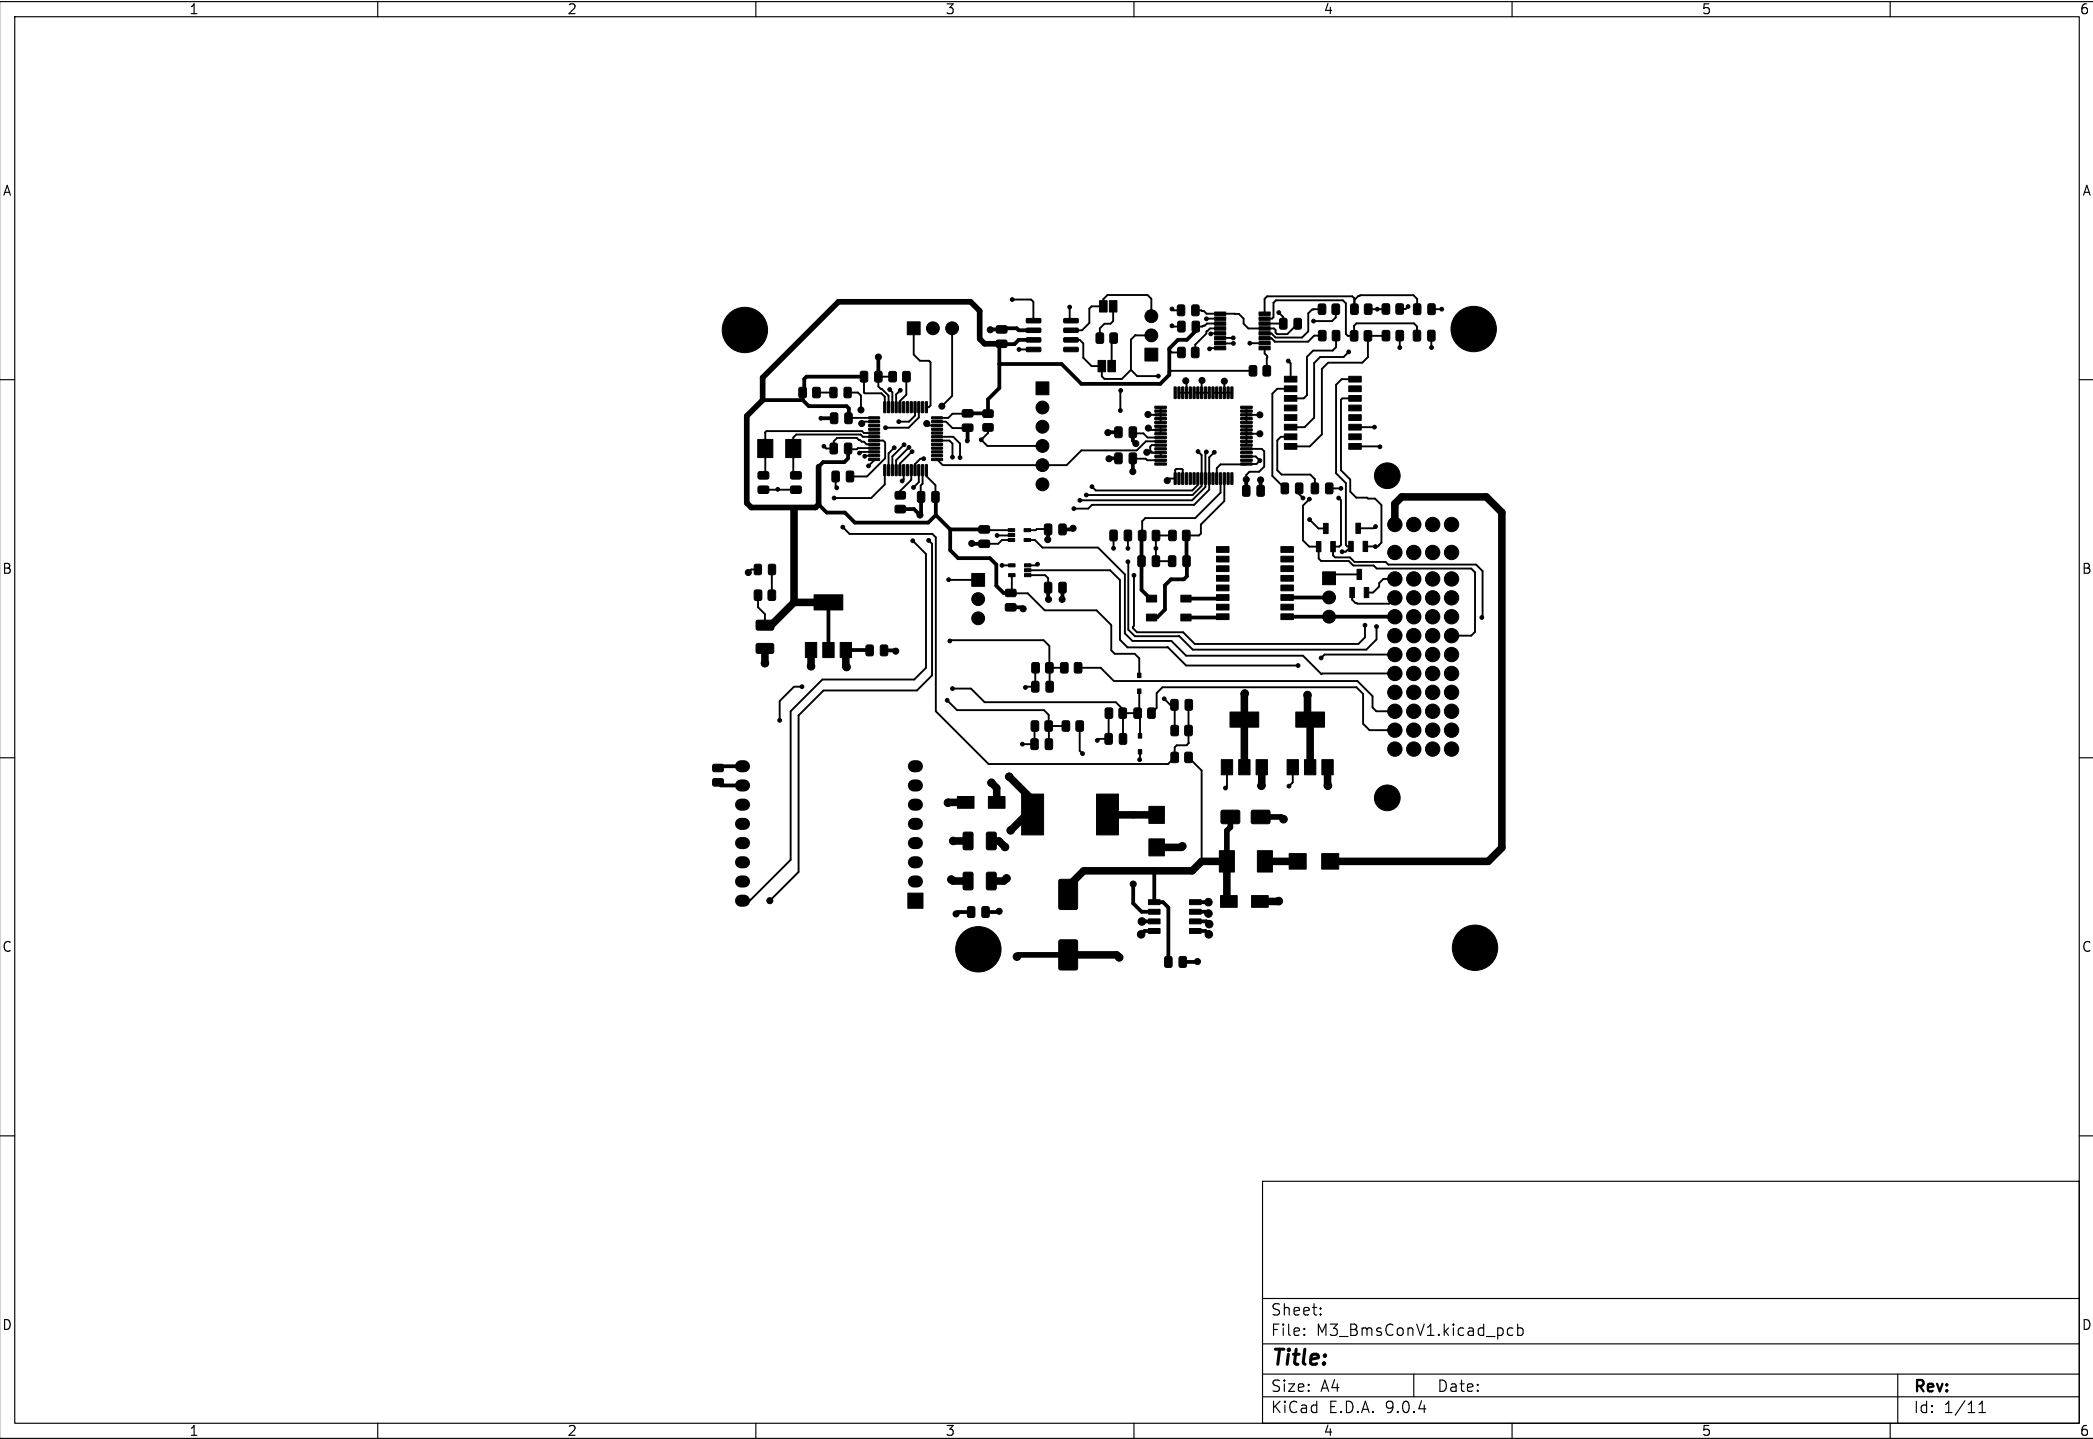 1 2 3 4 5 6
A A
B B
C C
D D
Sheet:
File: M3_BmsConV1.kicad_pcb
Title:
Size: A4 Date: Rev:
KiCad E.D.A. 9.0.4 Id: 1/11
1 2 3 4 5 6